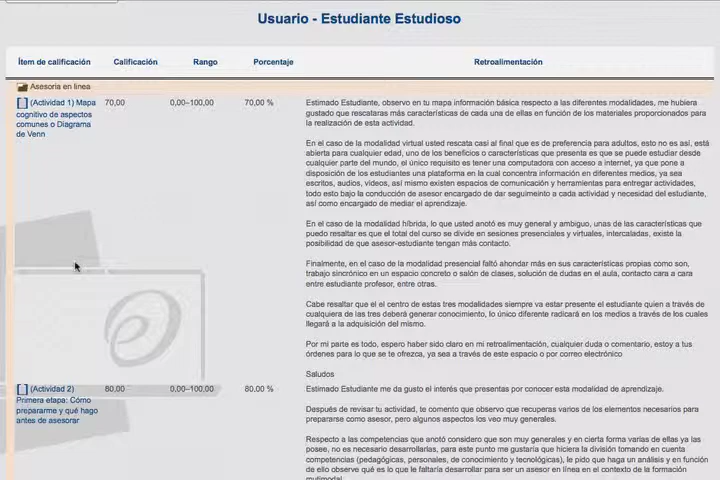 Usuario - Estudiante Estudioso
Ítem de calificación Calificación Rango Porcentaje Retroalimentación
Asesoria en linea
(Actividad 1) Mapa cognitivo de aspectos comunes o Diagrama de Venn
70,00 0,00–100,00 70,00 %
Estimado Estudiante, observo en tu mapa información básica respecto a las diferentes modalidades, me hubiera
gustado que rescataras más características de cada una de ellas en función de los materiales proporcionados para
la realización de esta actividad.
En el caso de la modalidad virtual usted rescata casi al final que es de preferencia para adultos, esto no es así, está
abierta para cualquier edad, uno de los beneficios o características que presenta es que se puede estudiar desde
cualquier parte del mundo, el único requisito es tener una computadora con acceso a internet, ya que pone a
disposición de los estudiantes una plataforma en la cual concentra información en diferentes medios, ya sea
escritos, audios, videos, así mismo existen espacios de comunicación y herramientas para entregar actividades,
todo esto bajo la conducción de asesor encargado de dar seguimeinto a cada actividad y necesidad del estudiante,
así como encargado de mediar el aprendizaje.
En el caso de la modalidad híbrida, lo que usted anotó es muy general y ambiguo, unas de las características que
puedo resaltar es que el total del curso se divide en sesiones presenciales y virtuales, intercaladas, existe la
posibilidad de que asesor-estudiante tengan más contacto.
Finalmente, en el caso de la modalidad presencial faltó ahondar más en sus características propias como son,
trabajo sincrónico en un espacio concreto o salón de clases, solución de dudas en el aula, contacto cara a cara
entre estudiante profesor, entre otras.
Cabe resaltar que él el centro de estas tres modalidades siempre va estar presente el estudiante quien a través de
cualquiera de las tres deberá generar conocimiento, lo único diferente radicará en los medios a través de los cuales
llegará a la adquisición del mismo.
Por mi parte es todo, espero haber sido claro en mi retroalimentación, cualquier duda o comentario, estoy a tus
órdenes para lo que se te ofrezca, ya sea a través de este espacio o por correo electrónico
Saludos
(Actividad 2) Primera etapa: Cómo prepararme y qué hago antes de asesorar
80,00 0,00–100,00 80,00 %
Estimado Estudiante me da gusto el interés que presentas por conocer esta modalidad de aprendizaje.
Después de revisar tu actividad, te comento que observo que recuperas varios de los elementos necesarios para
prepararse como asesor, pero algunos aspectos los veo muy generales.
Respecto a las competencias que anotó considero que son muy generales y en cierta forma varias de ellas ya las
posee, no es necesario desarrollarlas, para este punto me gustaría que hiciera la división tomando en cuenta
competencias (pedagógicas, personales, de conocimiento y tecnológicas), le pido que haga un análisis y en función
de ello observe qué es lo que le faltaría desarrollar para ser un asesor en línea en el contexto de la formación
multimodal.